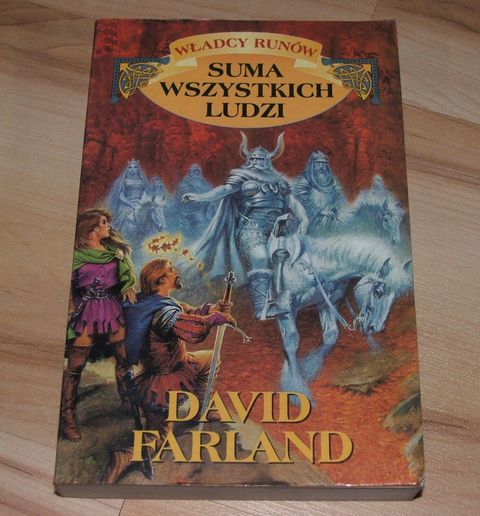 WŁADCY RUNÓW
SUMA
WSZYSTKICH
LUDZI
DAVID
FARLAND